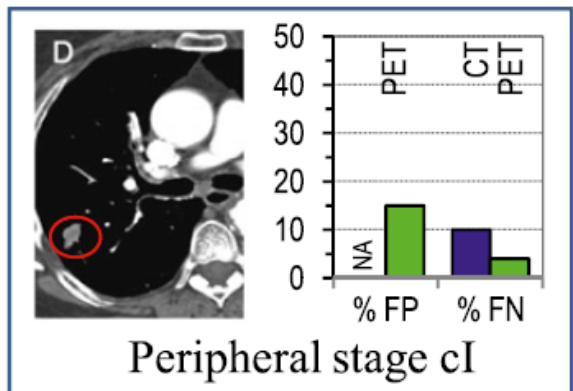 D
50
40
30
20
10
0
PET
CT
PET
NA
% FP
% FN
Peripheral stage cI